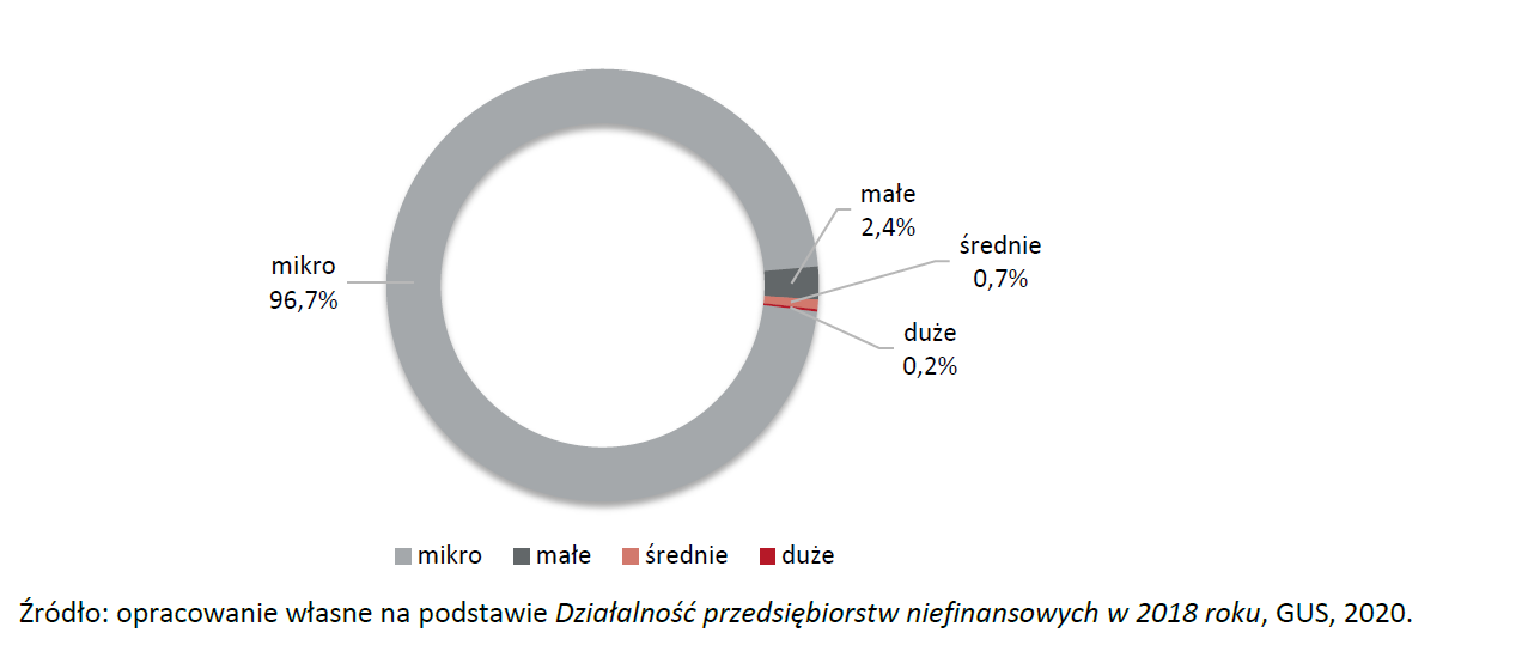 małe
2,4%
średnie
0,7%
mikro
96,7%
duże
0,2%
mikro małe średnie duże
Źródło: opracowanie własne na podstawie Działalność przedsiębiorstw niefinansowych w 2018 roku, GUS, 2020.